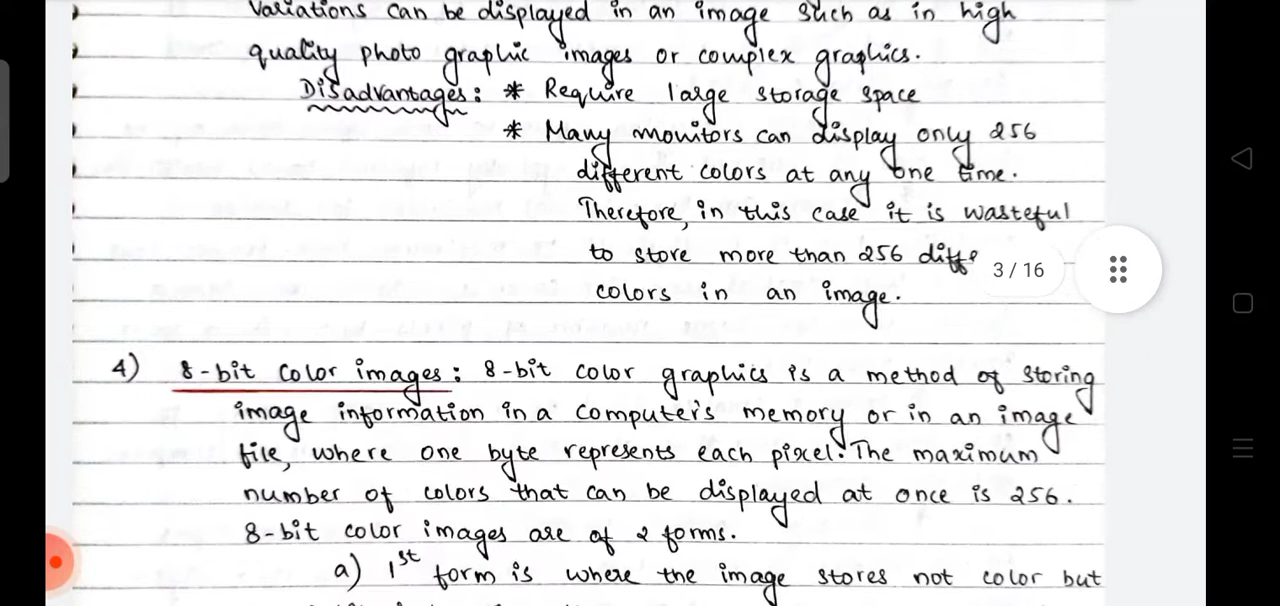 Variations can be displayed in an image such as in high
quality photo graphic images or complex graphics.
Disadvantages: * Require large storage space
* Many monitors can display only 256
different colors at any one time.
Therefore, in this case it is wasteful
to store more than 256 diffe
3 / 16
colors in an image.
4) 8-bit color images: 8-bit color graphics is a method of storing
image information in a computer's memory or in an image
file, where one byte represents each pixel. The maximum
number of colors that can be displayed at once is 256.
8-bit color images are of 2 forms.
a) 1st form is where the image stores not color but